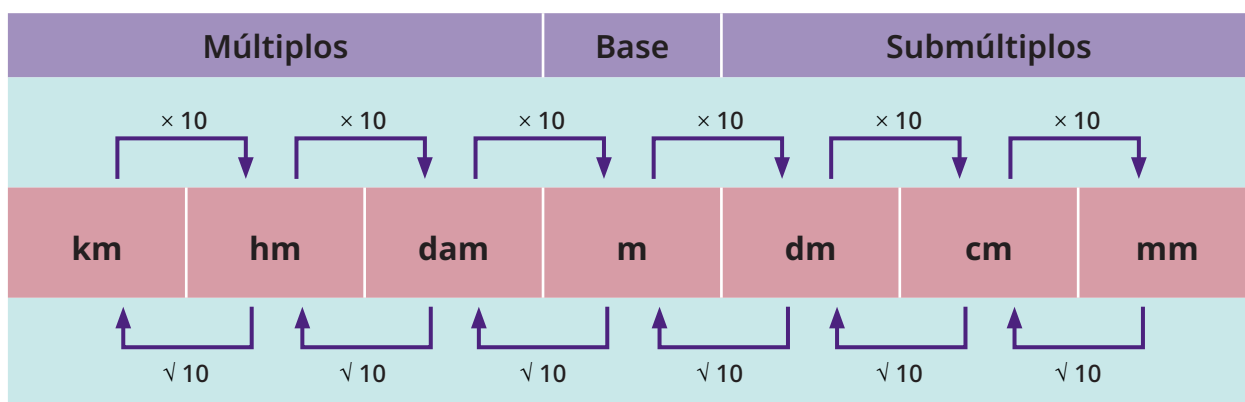 Múltiplos Base Submúltiplos
× 10 × 10 × 10 × 10 × 10 × 10
km hm dam m dm cm mm
√ 10 √ 10 √ 10 √ 10 √ 10 √ 10